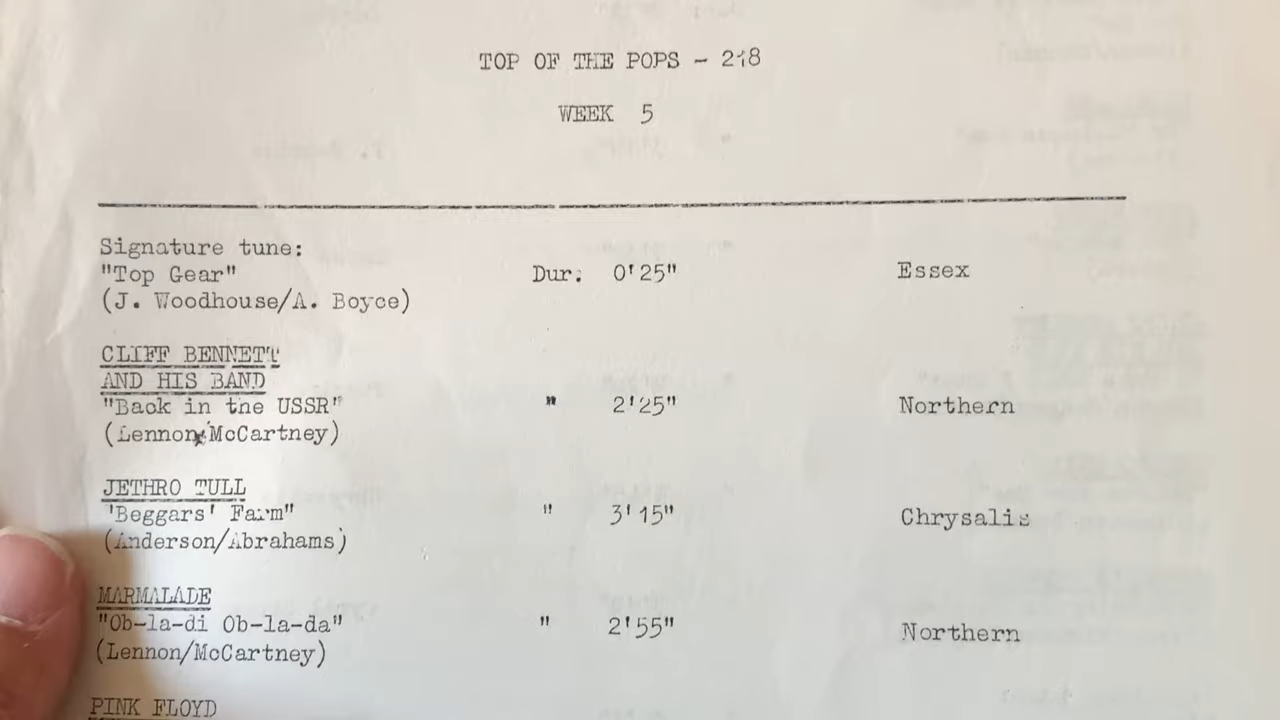 TOP OF THE POPS - 218
WEEK 5
Signature tune:
"Top Gear" Dur: 0'25" Essex
(J. Woodhouse/A. Boyce)
CLIFF BENNETT
AND HIS BAND
"Back in the USSR" " 2'25" Northern
(Lennon/McCartney)
JETHRO TULL
'Beggars' Farm" " 3'15" Chrysalis
(Anderson/Abrahams)
MARMALADE
"Ob-la-di Ob-la-da" " 2'55" Northern
(Lennon/McCartney)
PINK FLOYD